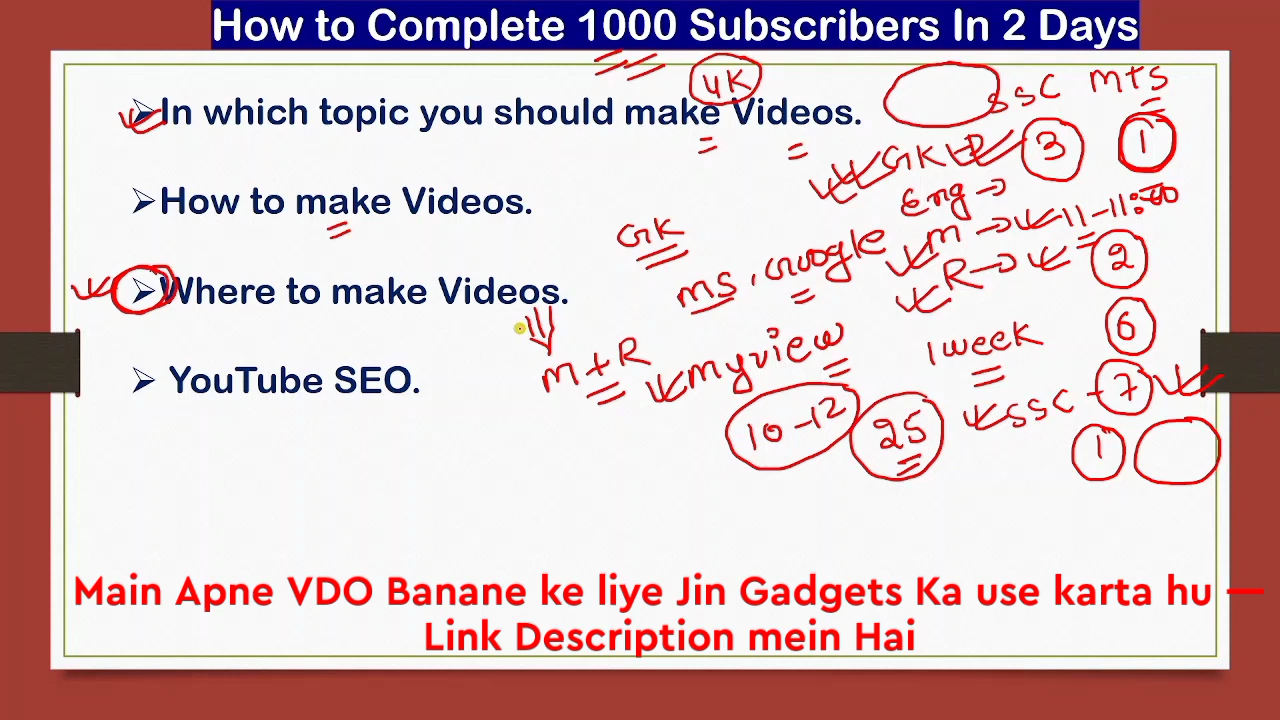 How to Complete 1000 Subscribers In 2 Days
4K
SSC MTS
➢In which topic you should make Videos.
GK 3 1
Eng →
➢How to make Videos.
M → 11-11:
GK
MS, Google
R → 2
➢Where to make Videos.
6
1 week
M+R
myview
➢ YouTube SEO.
SSC - 7
10-12 25
1
Main Apne VDO Banane ke liye Jin Gadgets Ka use karta hu —
Link Description mein Hai